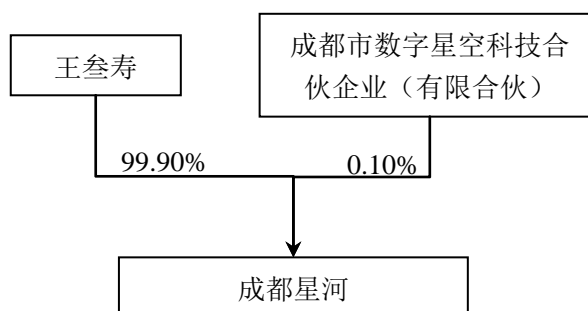 王叁寿
成都市数字星空科技合
伙企业（有限合伙）
99.90%
0.10%
成都星河